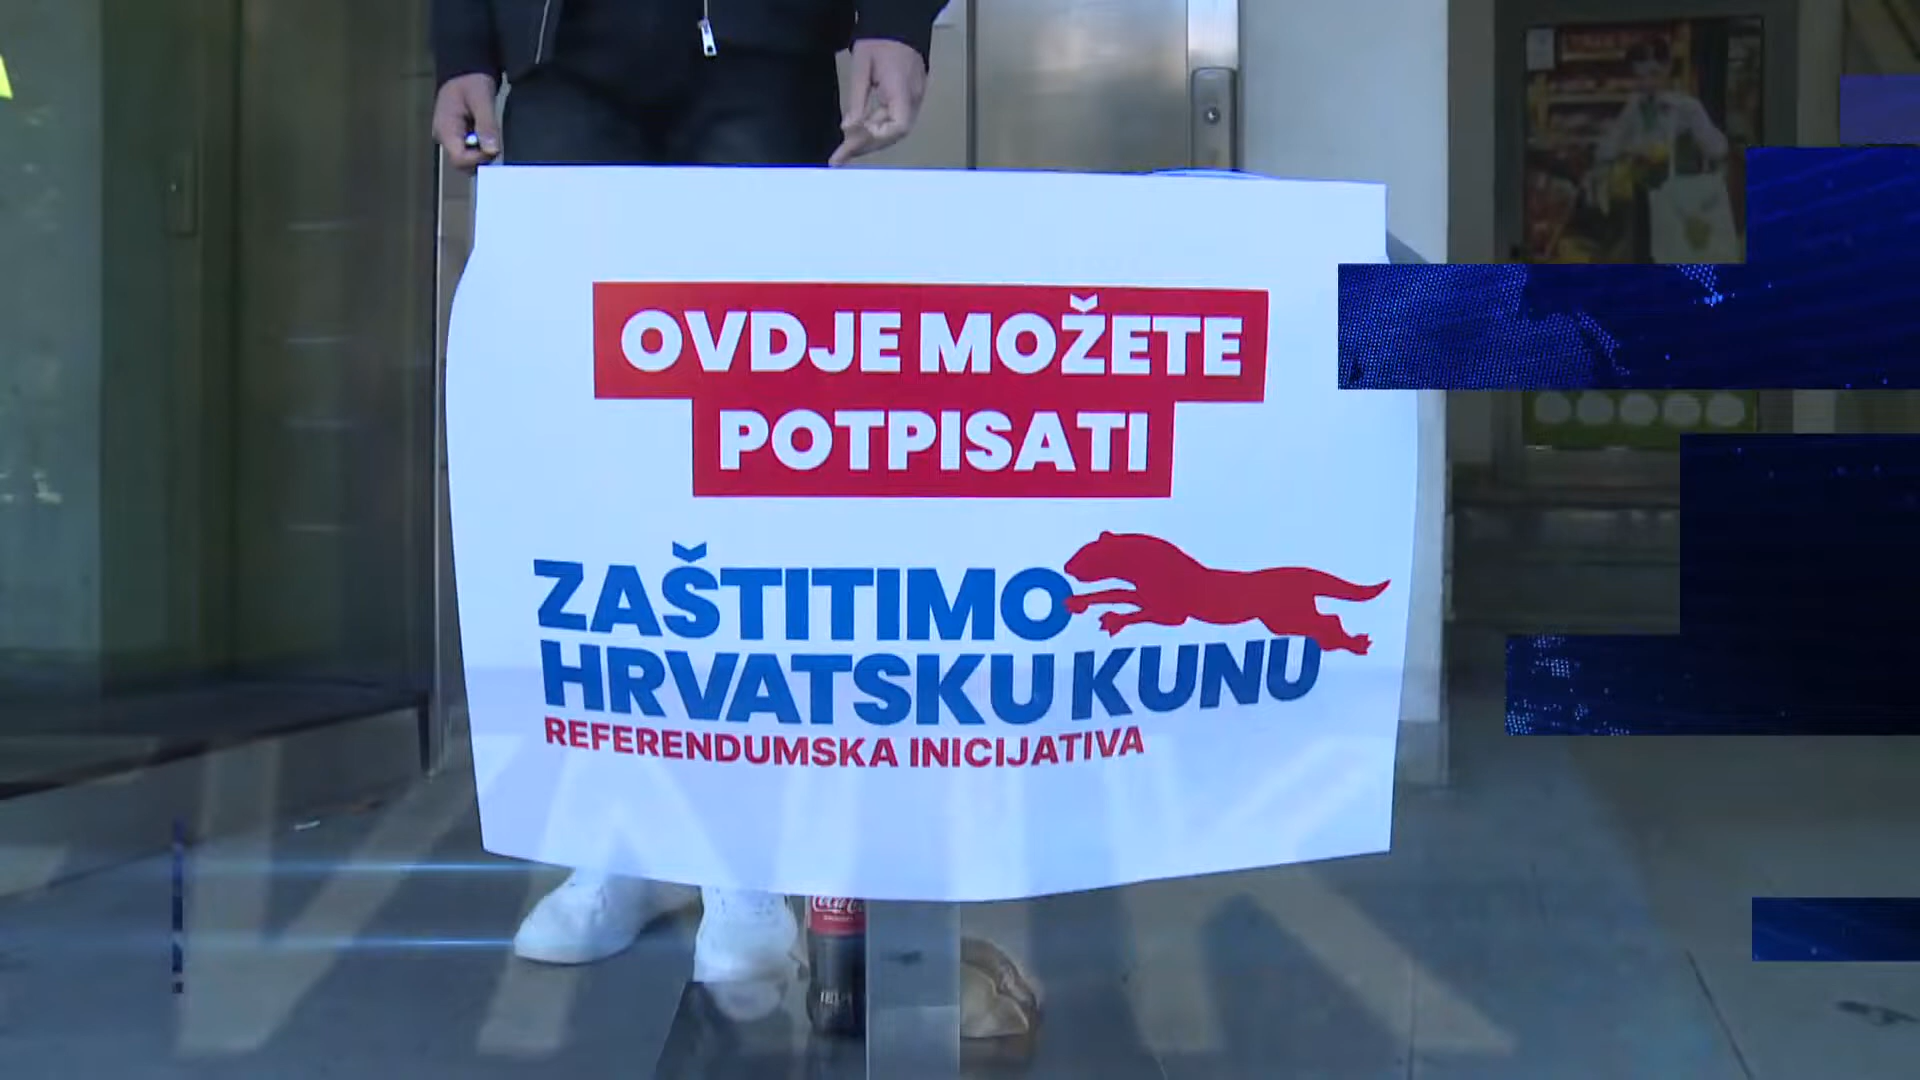 OVDJE MOŽETE
POTPISATI
ZAŠTITIMO
HRVATSKU KUNU
REFERENDUMSKA INICIJATIVA